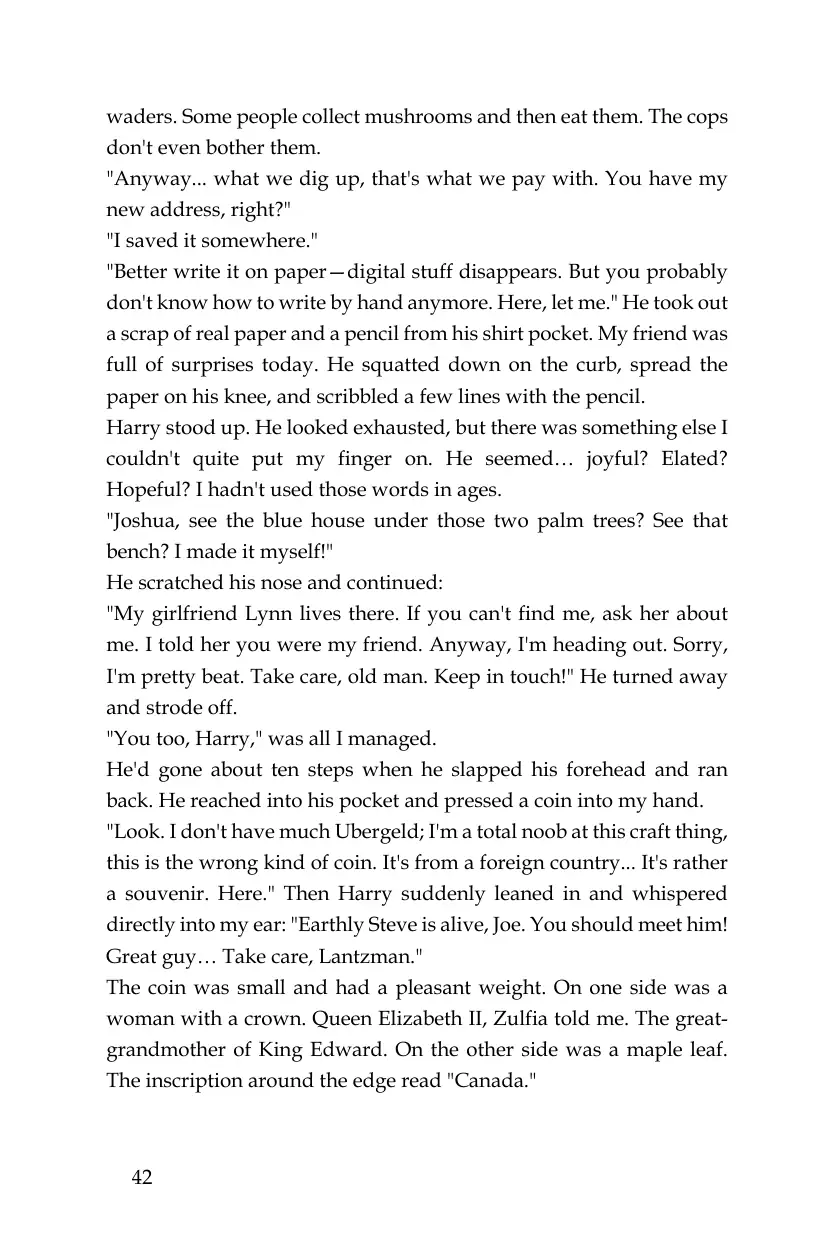 waders. Some people collect mushrooms and then eat them. The cops
don't even bother them.
"Anyway... what we dig up, that's what we pay with. You have my
new address, right?"
"I saved it somewhere."
"Better write it on paper—digital stuff disappears. But you probably
don't know how to write by hand anymore. Here, let me." He took out
a scrap of real paper and a pencil from his shirt pocket. My friend was
full of surprises today. He squatted down on the curb, spread the
paper on his knee, and scribbled a few lines with the pencil.
Harry stood up. He looked exhausted, but there was something else I
couldn't quite put my finger on. He seemed… joyful? Elated?
Hopeful? I hadn't used those words in ages.
"Joshua, see the blue house under those two palm trees? See that
bench? I made it myself!"
He scratched his nose and continued:
"My girlfriend Lynn lives there. If you can't find me, ask her about
me. I told her you were my friend. Anyway, I'm heading out. Sorry,
I'm pretty beat. Take care, old man. Keep in touch!" He turned away
and strode off.
"You too, Harry," was all I managed.
He'd gone about ten steps when he slapped his forehead and ran
back. He reached into his pocket and pressed a coin into my hand.
"Look. I don't have much Ubergeld; I'm a total noob at this craft thing,
this is the wrong kind of coin. It's from a foreign country... It's rather
a souvenir. Here." Then Harry suddenly leaned in and whispered
directly into my ear: "Earthly Steve is alive, Joe. You should meet him!
Great guy… Take care, Lantzman."
The coin was small and had a pleasant weight. On one side was a
woman with a crown. Queen Elizabeth II, Zulfia told me. The great-
grandmother of King Edward. On the other side was a maple leaf.
The inscription around the edge read "Canada."
42